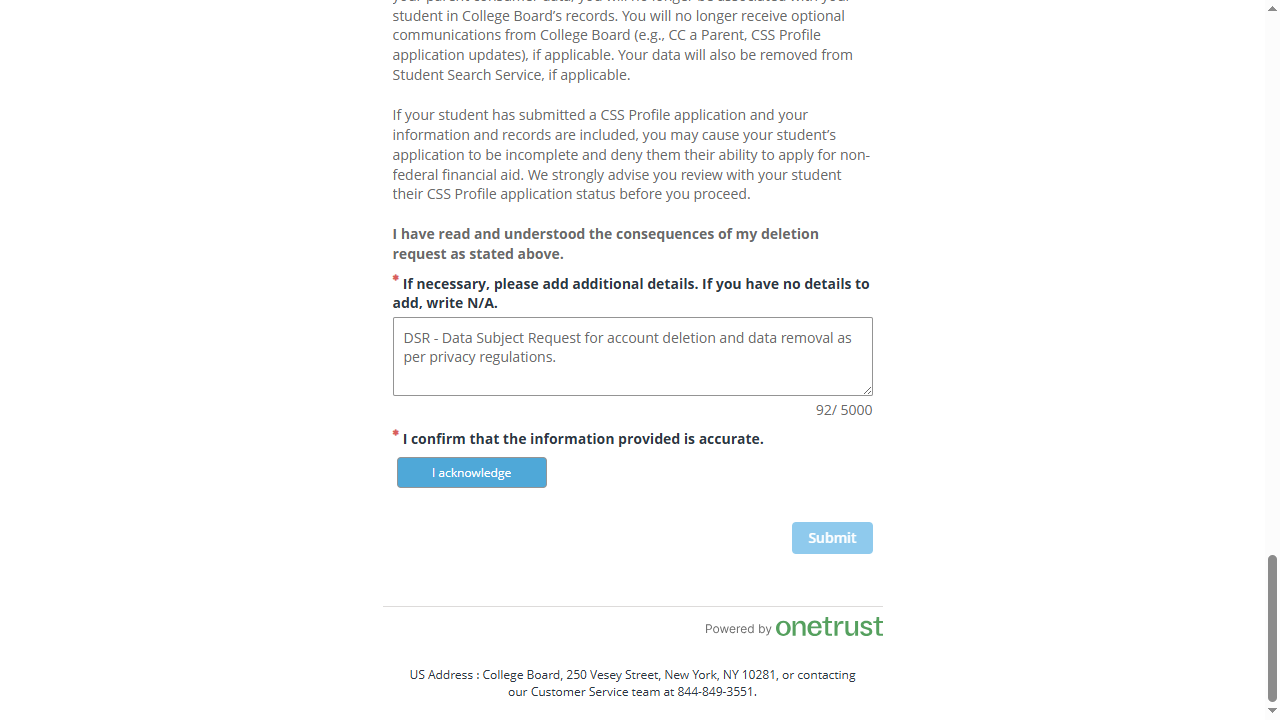 student in College Board's records. You will no longer receive optional
communications from College Board (e.g., CC a Parent, CSS Profile
application updates), if applicable. Your data will also be removed from
Student Search Service, if applicable.
If your student has submitted a CSS Profile application and your
information and records are included, you may cause your student's
application to be incomplete and deny them their ability to apply for non-
federal financial aid. We strongly advise you review with your student
their CSS Profile application status before you proceed.
I have read and understood the consequences of my deletion
request as stated above.
* If necessary, please add additional details. If you have no details to
add, write N/A.
DSR - Data Subject Request for account deletion and data removal as
per privacy regulations.
92/ 5000
* I confirm that the information provided is accurate.
I acknowledge
Submit
Powered by onetrust
US Address : College Board, 250 Vesey Street, New York, NY 10281, or contacting
our Customer Service team at 844-849-3551.